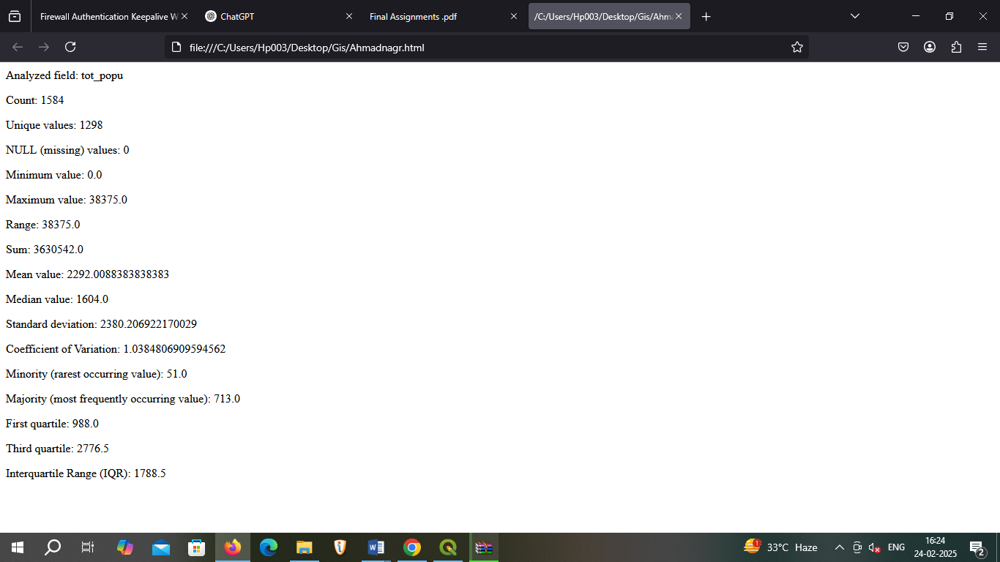 Firewall Authentication Keepalive W
ChatGPT
Final Assignments .pdf
/C:/Users/Hp003/Desktop/Gis/Ahma
file:///C:/Users/Hp003/Desktop/Gis/Ahmadnagr.html
Analyzed field: tot_popu
Count: 1584
Unique values: 1298
NULL (missing) values: 0
Minimum value: 0.0
Maximum value: 38375.0
Range: 38375.0
Sum: 3630542.0
Mean value: 2292.0088383838383
Median value: 1604.0
Standard deviation: 2380.206922170029
Coefficient of Variation: 1.0384806909594562
Minority (rarest occurring value): 51.0
Majority (most frequently occurring value): 713.0
First quartile: 988.0
Third quartile: 2776.5
Interquartile Range (IQR): 1788.5
1
33°C Haze
ENG
16:24
24-02-2025
2